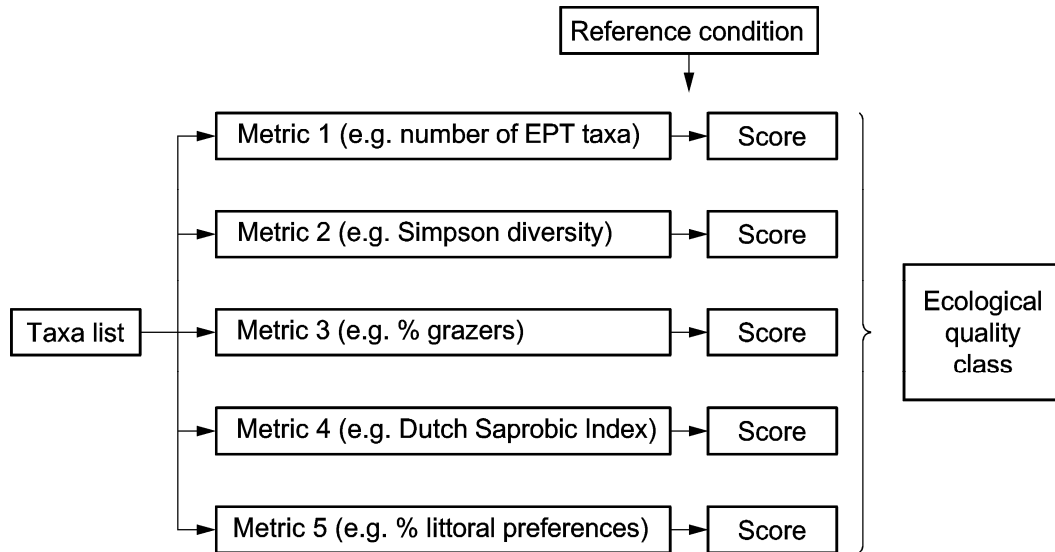 Reference condition
Metric 1 (e.g. number of EPT taxa)
Score
Metric 2 (e.g. Simpson diversity)
Score
Taxa list
Metric 3 (e.g. % grazers)
Score
Ecological
quality
class
Metric 4 (e.g. Dutch Saprobic Index)
Score
Metric 5 (e.g. % littoral preferences)
Score